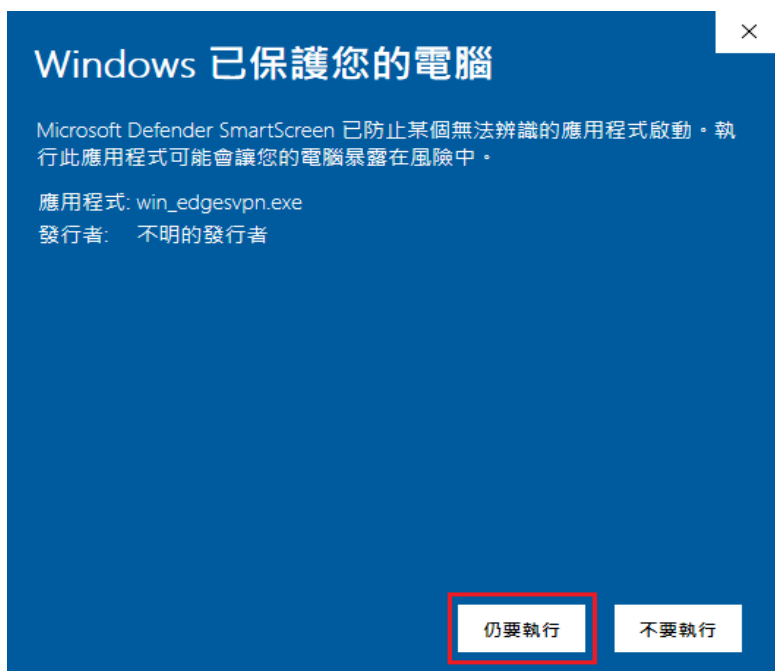 Windows 已保護您的電腦
Microsoft Defender SmartScreen 已防止某個無法辨識的應用程式啟動。執
行此應用程式可能會讓您的電腦暴露在風險中。
應用程式: win_edgesvpn.exe
發行者: 不明的發行者
仍要執行 不要執行